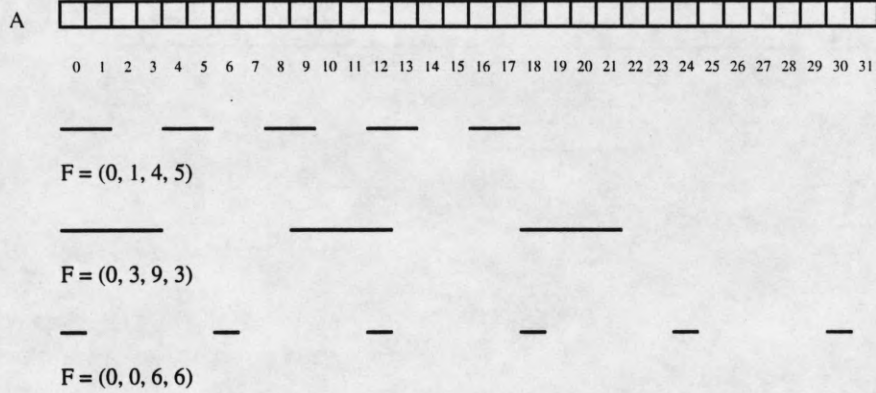 A
0 1 2 3 4 5 6 7 8 9 10 11 12 13 14 15 16 17 18 19 20 21 22 23 24 25 26 27 28 29 30 31
F = (0, 1, 4, 5)
F = (0, 3, 9, 3)
F = (0, 0, 6, 6)